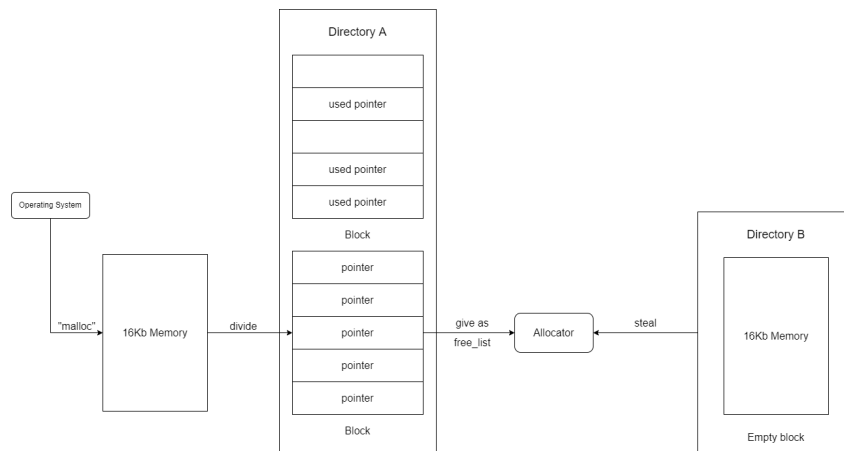 Directory A
used pointer
used pointer
used pointer
Block
Operating System
"malloc"
16Kb Memory
divide
pointer
pointer
pointer
pointer
pointer
Block
give as
free_list
Allocator
steal
Directory B
16Kb Memory
Empty block